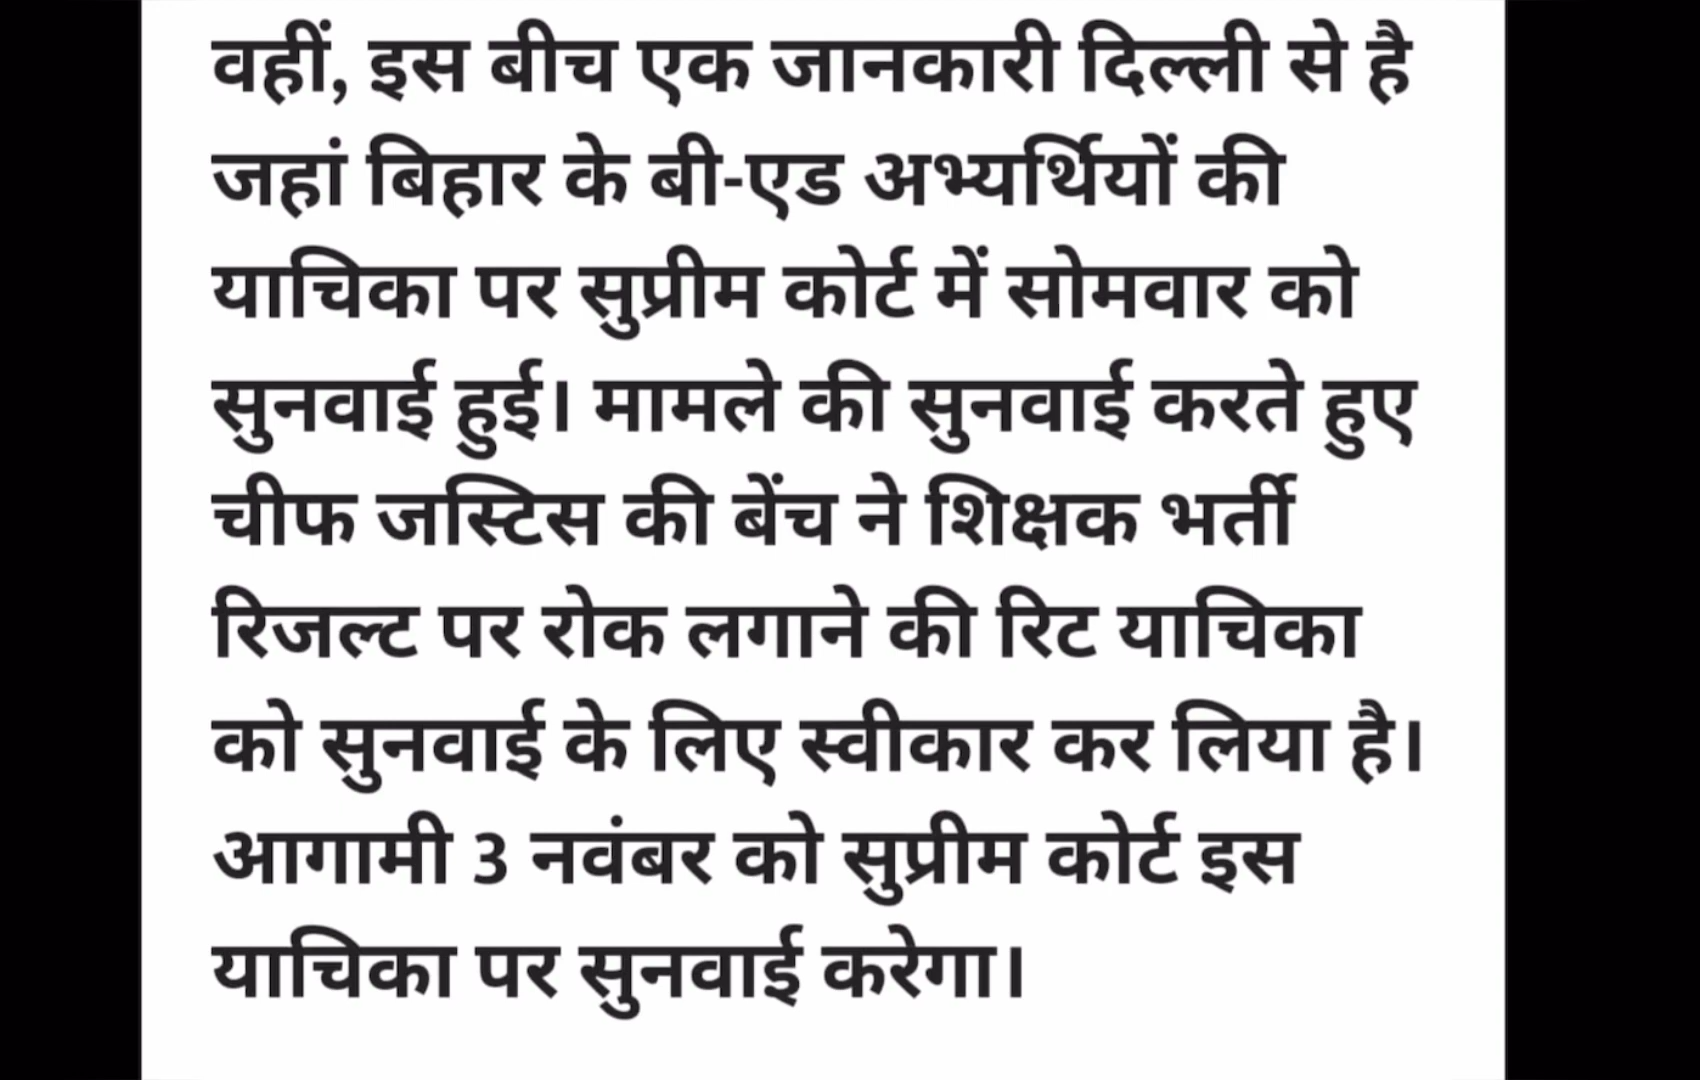 वहीं, इस बीच एक जानकारी दिल्ली से है
जहां बिहार के बी-एड अभ्यर्थियों की
याचिका पर सुप्रीम कोर्ट में सोमवार को
सुनवाई हुई। मामले की सुनवाई करते हुए
चीफ जस्टिस की बेंच ने शिक्षक भर्ती
रिजल्ट पर रोक लगाने की रिट याचिका
को सुनवाई के लिए स्वीकार कर लिया है।
आगामी 3 नवंबर को सुप्रीम कोर्ट इस
याचिका पर सुनवाई करेगा।